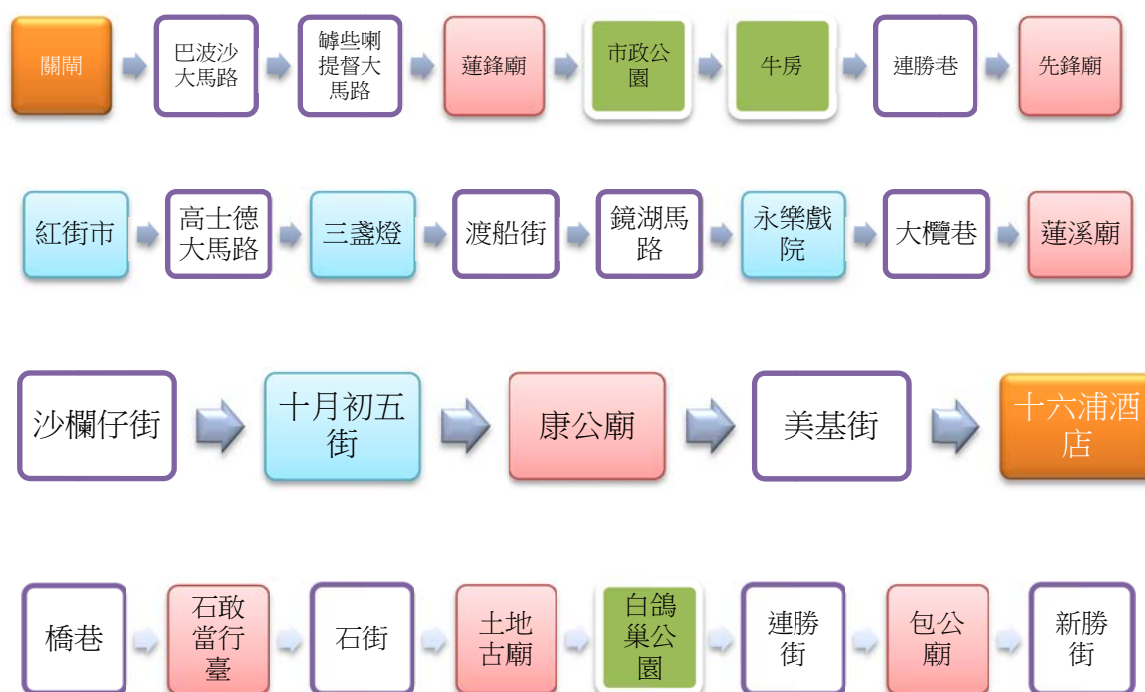 關閘
巴波沙
大馬路
罅些喇
提督大
馬路
蓮鋒廟
市政公
園
牛房
連勝巷
先鋒廟
紅街市
高士德
大馬路
三盞燈
渡船街
鏡湖馬
路
永樂戲
院
大欖巷
蓮溪廟
沙欄仔街
十月初五
街
康公廟
美基街
十六浦酒
店
橋巷
石敢
當行
臺
石街
土地
古廟
白鴿
巢公
園
連勝
街
包公
廟
新勝
街